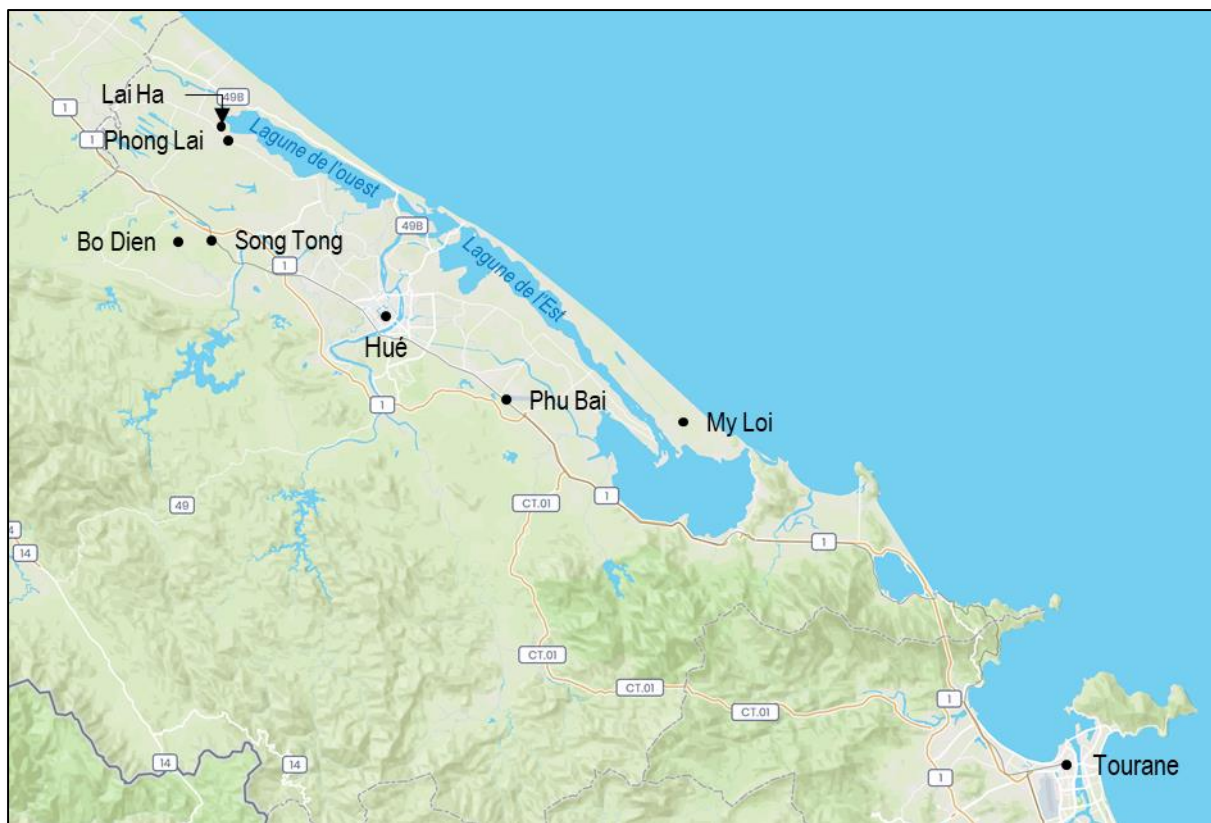 Lai Ha
49B
1
1
Phong Lai
Lagune de l'ouest
49B
Bo Dien
Song Tong
1
Lagune de l'Est
Hué
Phu Bai
1
My Loi
1
CT.01
49
1
4
14
CT.01
1
CT.01
CT.01
14
14
1
Tourane